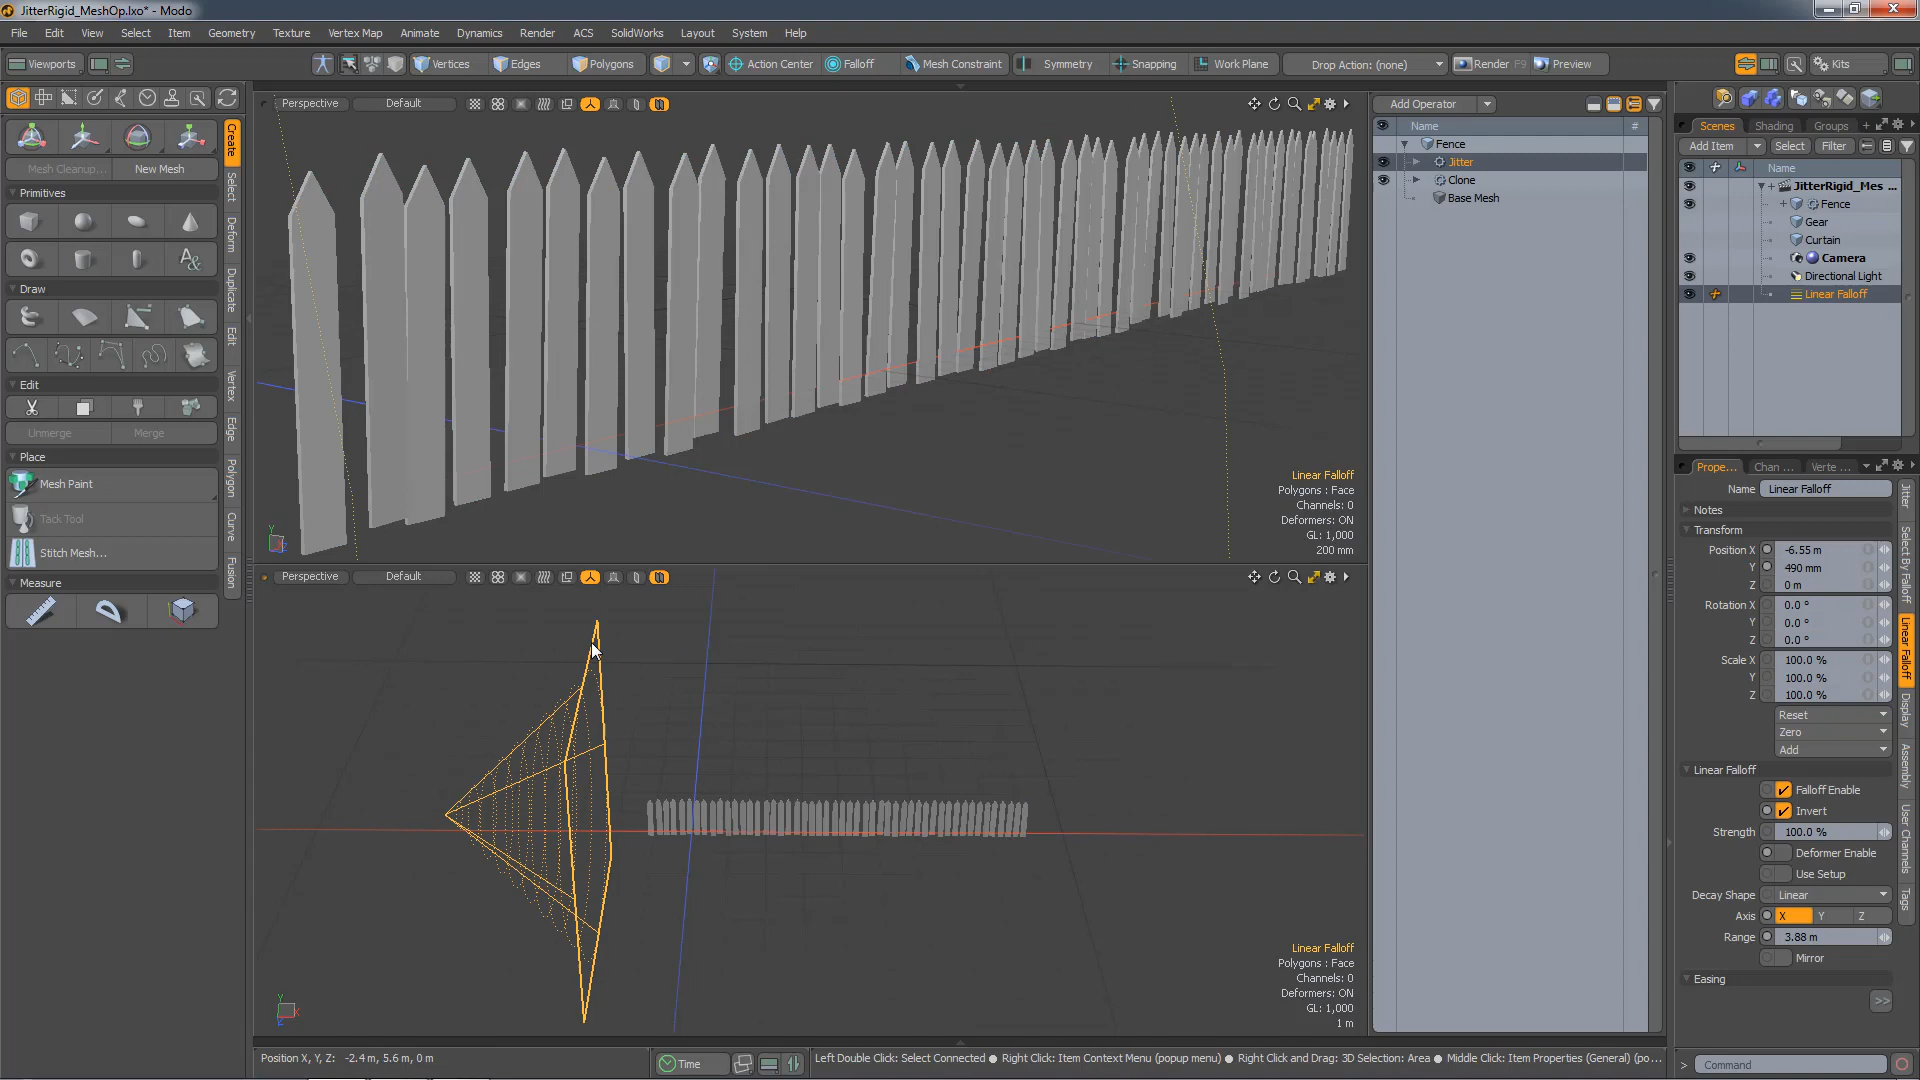 JitterRigid_MeshOp.lxo* - Modo
File Edit View Select Item Geometry Texture Vertex Map Animate Dynamics Render ACS SolidWorks Layout System Help
Viewports Vertices Edges Polygons Action Center Falloff Mesh Constraint Symmetry Snapping Work Plane Drop Action: (none) Render F9 Preview Kits
Perspective Default
Add Operator
Name #
Fence
Jitter
Clone
Base Mesh
Mesh Cleanup... New Mesh
Primitives
Draw
Edit
Unmerge Merge
Place
Mesh Paint
Tack Tool
Stitch Mesh...
Measure
Create
Select
Deform
Duplicate
Edit
Vertex
Edge
Polygon
Curve
Fusion
Linear Falloff
Polygons : Face
Channels: 0
Deformers: ON
GL: 1,000
200 mm
Perspective Default
Linear Falloff
Polygons : Face
Channels: 0
Deformers: ON
GL: 1,000
1 m
Scenes Shading Groups +
Add Item Select Filter
Name
JitterRigid_Mes ...
Fence
Gear
Curtain
Camera
Directional Light
Linear Falloff
Prope... Chan ... Verte ...
Name Linear Falloff
Notes
Transform
Position X -6.55 m
Y 490 mm
Z 0 m
Rotation X 0.0 °
Y 0.0 °
Z 0.0 °
Scale X 100.0 %
Y 100.0 %
Z 100.0 %
Reset
Zero
Add
Linear Falloff
Falloff Enable
Invert
Strength 100.0 %
Deformer Enable
Use Setup
Decay Shape Linear
Axis X Y Z
Range 3.88 m
Mirror
Easing
>>
Jitter
Select By Falloff
Linear Falloff
Display
Assembly
User Channels
Tags
Position X, Y, Z: -2.4 m, 5.6 m, 0 m
Time
Left Double Click: Select Connected ● Right Click: Item Context Menu (popup menu) ● Right Click and Drag: 3D Selection: Area ● Middle Click: Item Properties (General) (po...
> Command